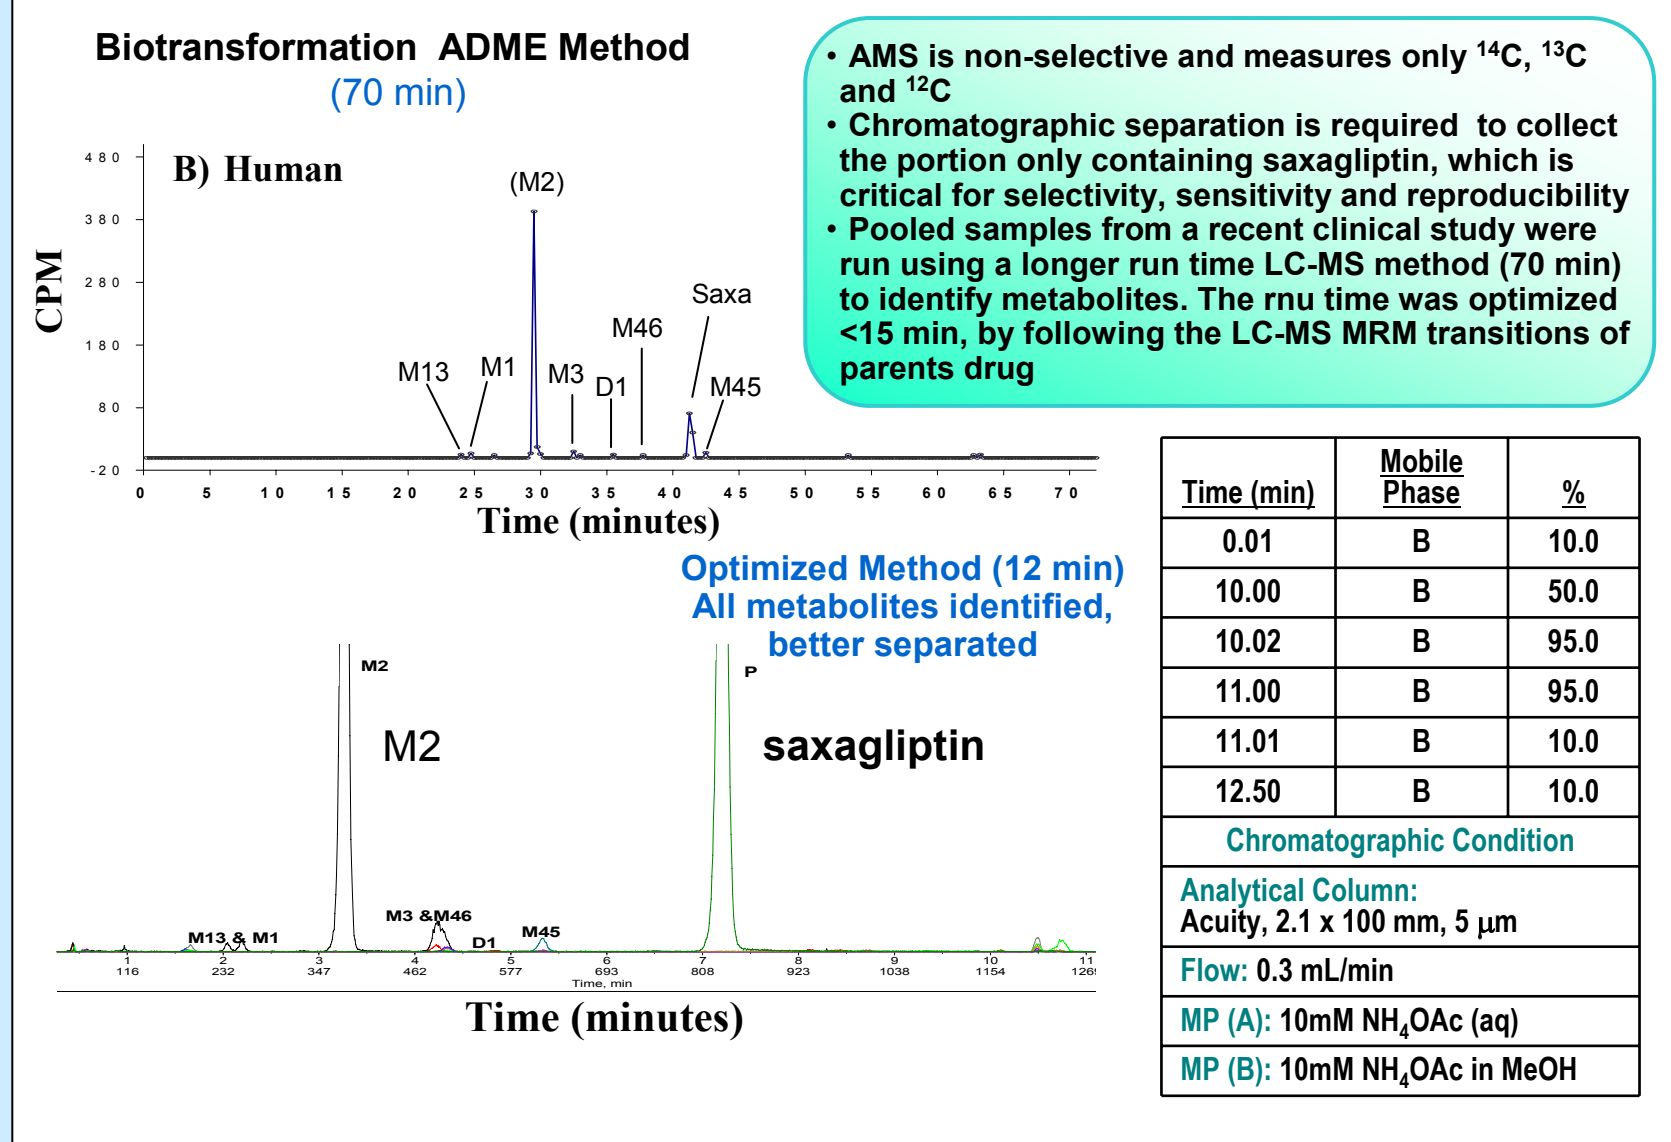 Biotransformation ADME Method
(70 min)
B) Human
CPM
480
380
280
180
80
-20
(M2)
Saxa
M46
M13
M1
M3
D1
M45
0 5 10 15 20 25 30 35 40 45 50 55 60 65 70
Time (minutes)
• AMS is non-selective and measures only ¹⁴C, ¹³C
and ¹²C
• Chromatographic separation is required to collect
the portion only containing saxagliptin, which is
critical for selectivity, sensitivity and reproducibility
• Pooled samples from a recent clinical study were
run using a longer run time LC-MS method (70 min)
to identify metabolites. The rnu time was optimized
<15 min, by following the LC-MS MRM transitions of
parents drug
Optimized Method (12 min)
All metabolites identified,
better separated
M2
P
M2
saxagliptin
M3 &M46
M13 & M1
D1
M45
1 2 3 4 5 6 7 8 9 10 11
116 232 347 462 577 693 808 923 1038 1154 1269
Time, min
Time (minutes)
Time (min) Mobile Phase %
0.01 B 10.0
10.00 B 50.0
10.02 B 95.0
11.00 B 95.0
11.01 B 10.0
12.50 B 10.0
Chromatographic Condition
Analytical Column:
Acuity, 2.1 x 100 mm, 5 μm
Flow: 0.3 mL/min
MP (A): 10mM NH₄OAc (aq)
MP (B): 10mM NH₄OAc in MeOH